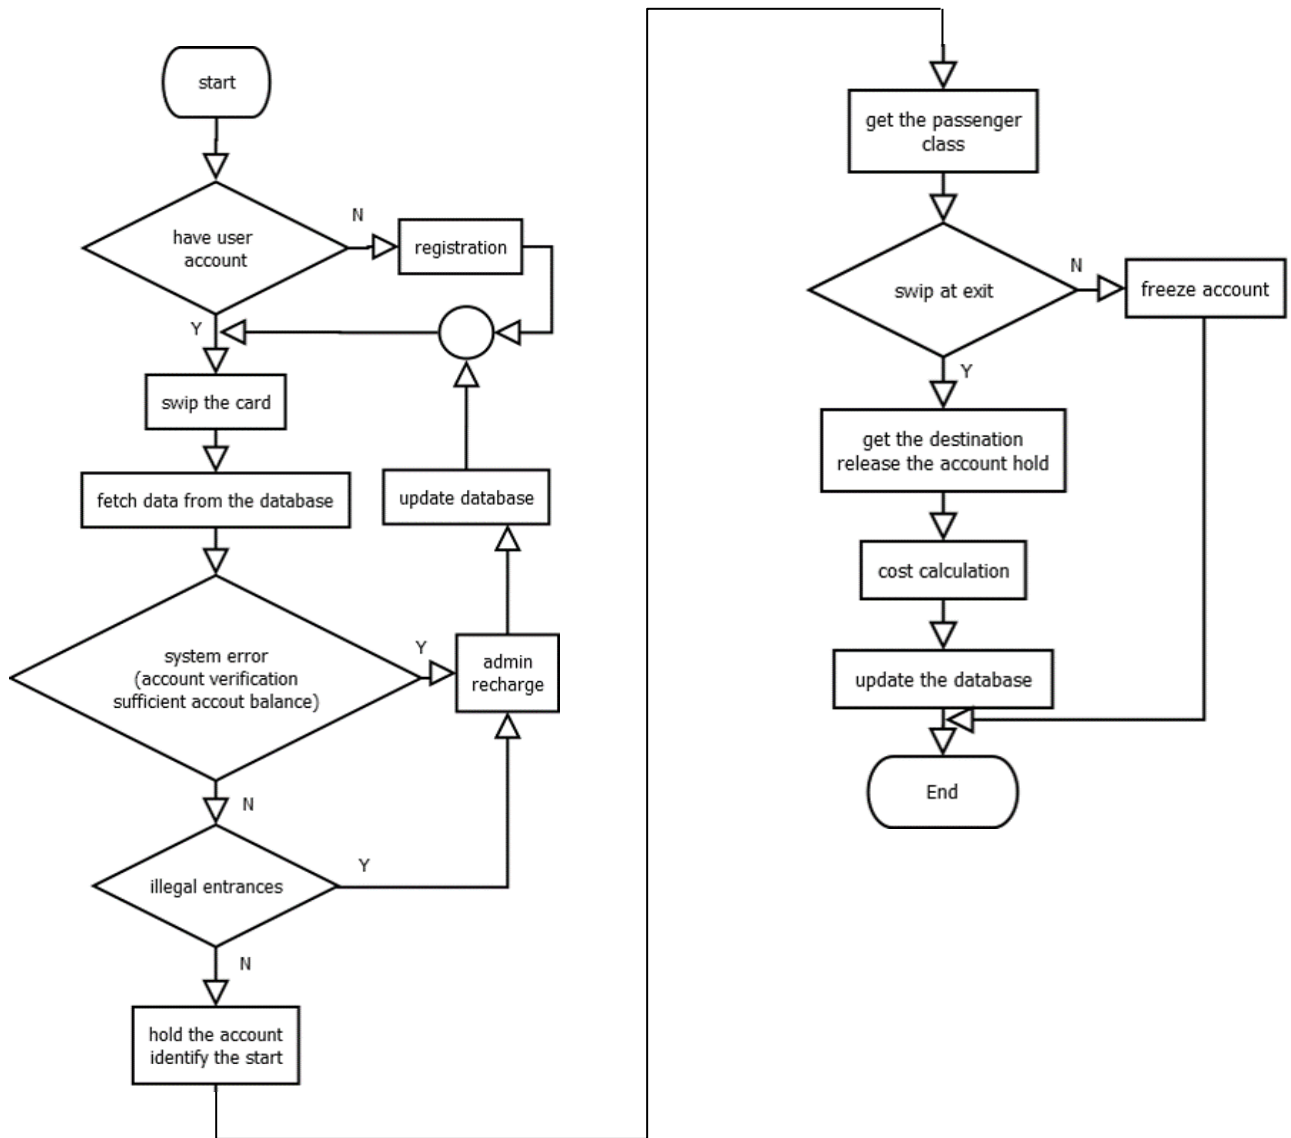 start
have user
account
N
registration
Y
swip the card
fetch data from the database
update database
system error
(account verification
sufficient accout balance)
Y
admin
recharge
N
illegal entrances
Y
N
hold the account
identify the start
get the passenger
class
swip at exit
N
freeze account
Y
get the destination
release the account hold
cost calculation
update the database
End